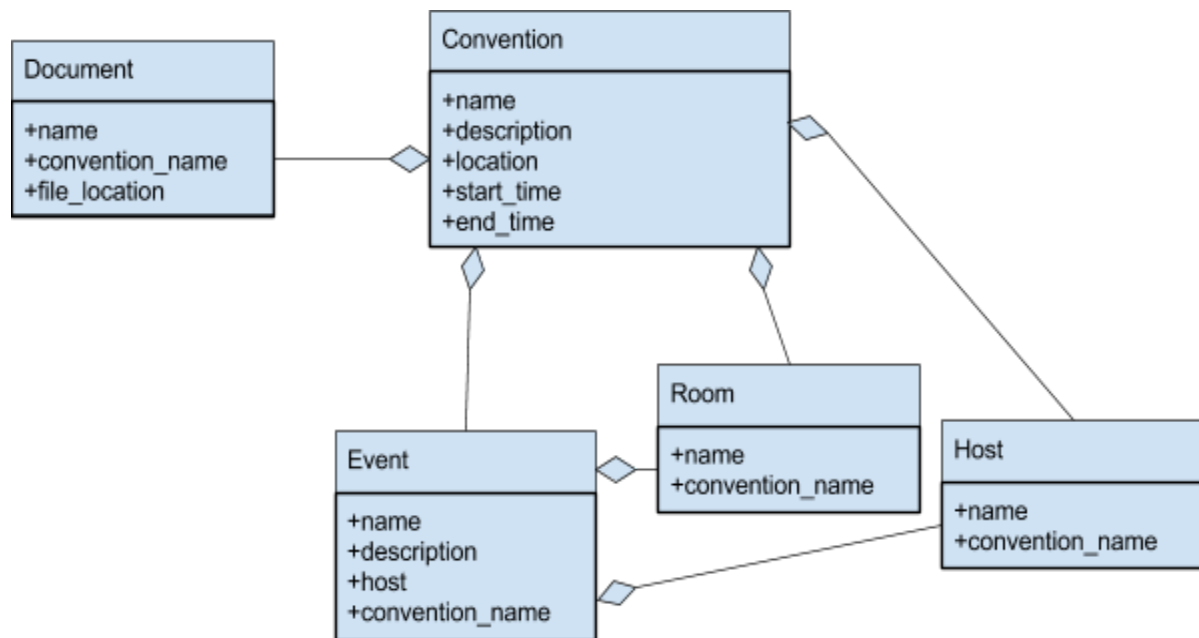 Document
+name
+convention_name
+file_location
Convention
+name
+description
+location
+start_time
+end_time
Event
+name
+description
+host
+convention_name
Room
+name
+convention_name
Host
+name
+convention_name